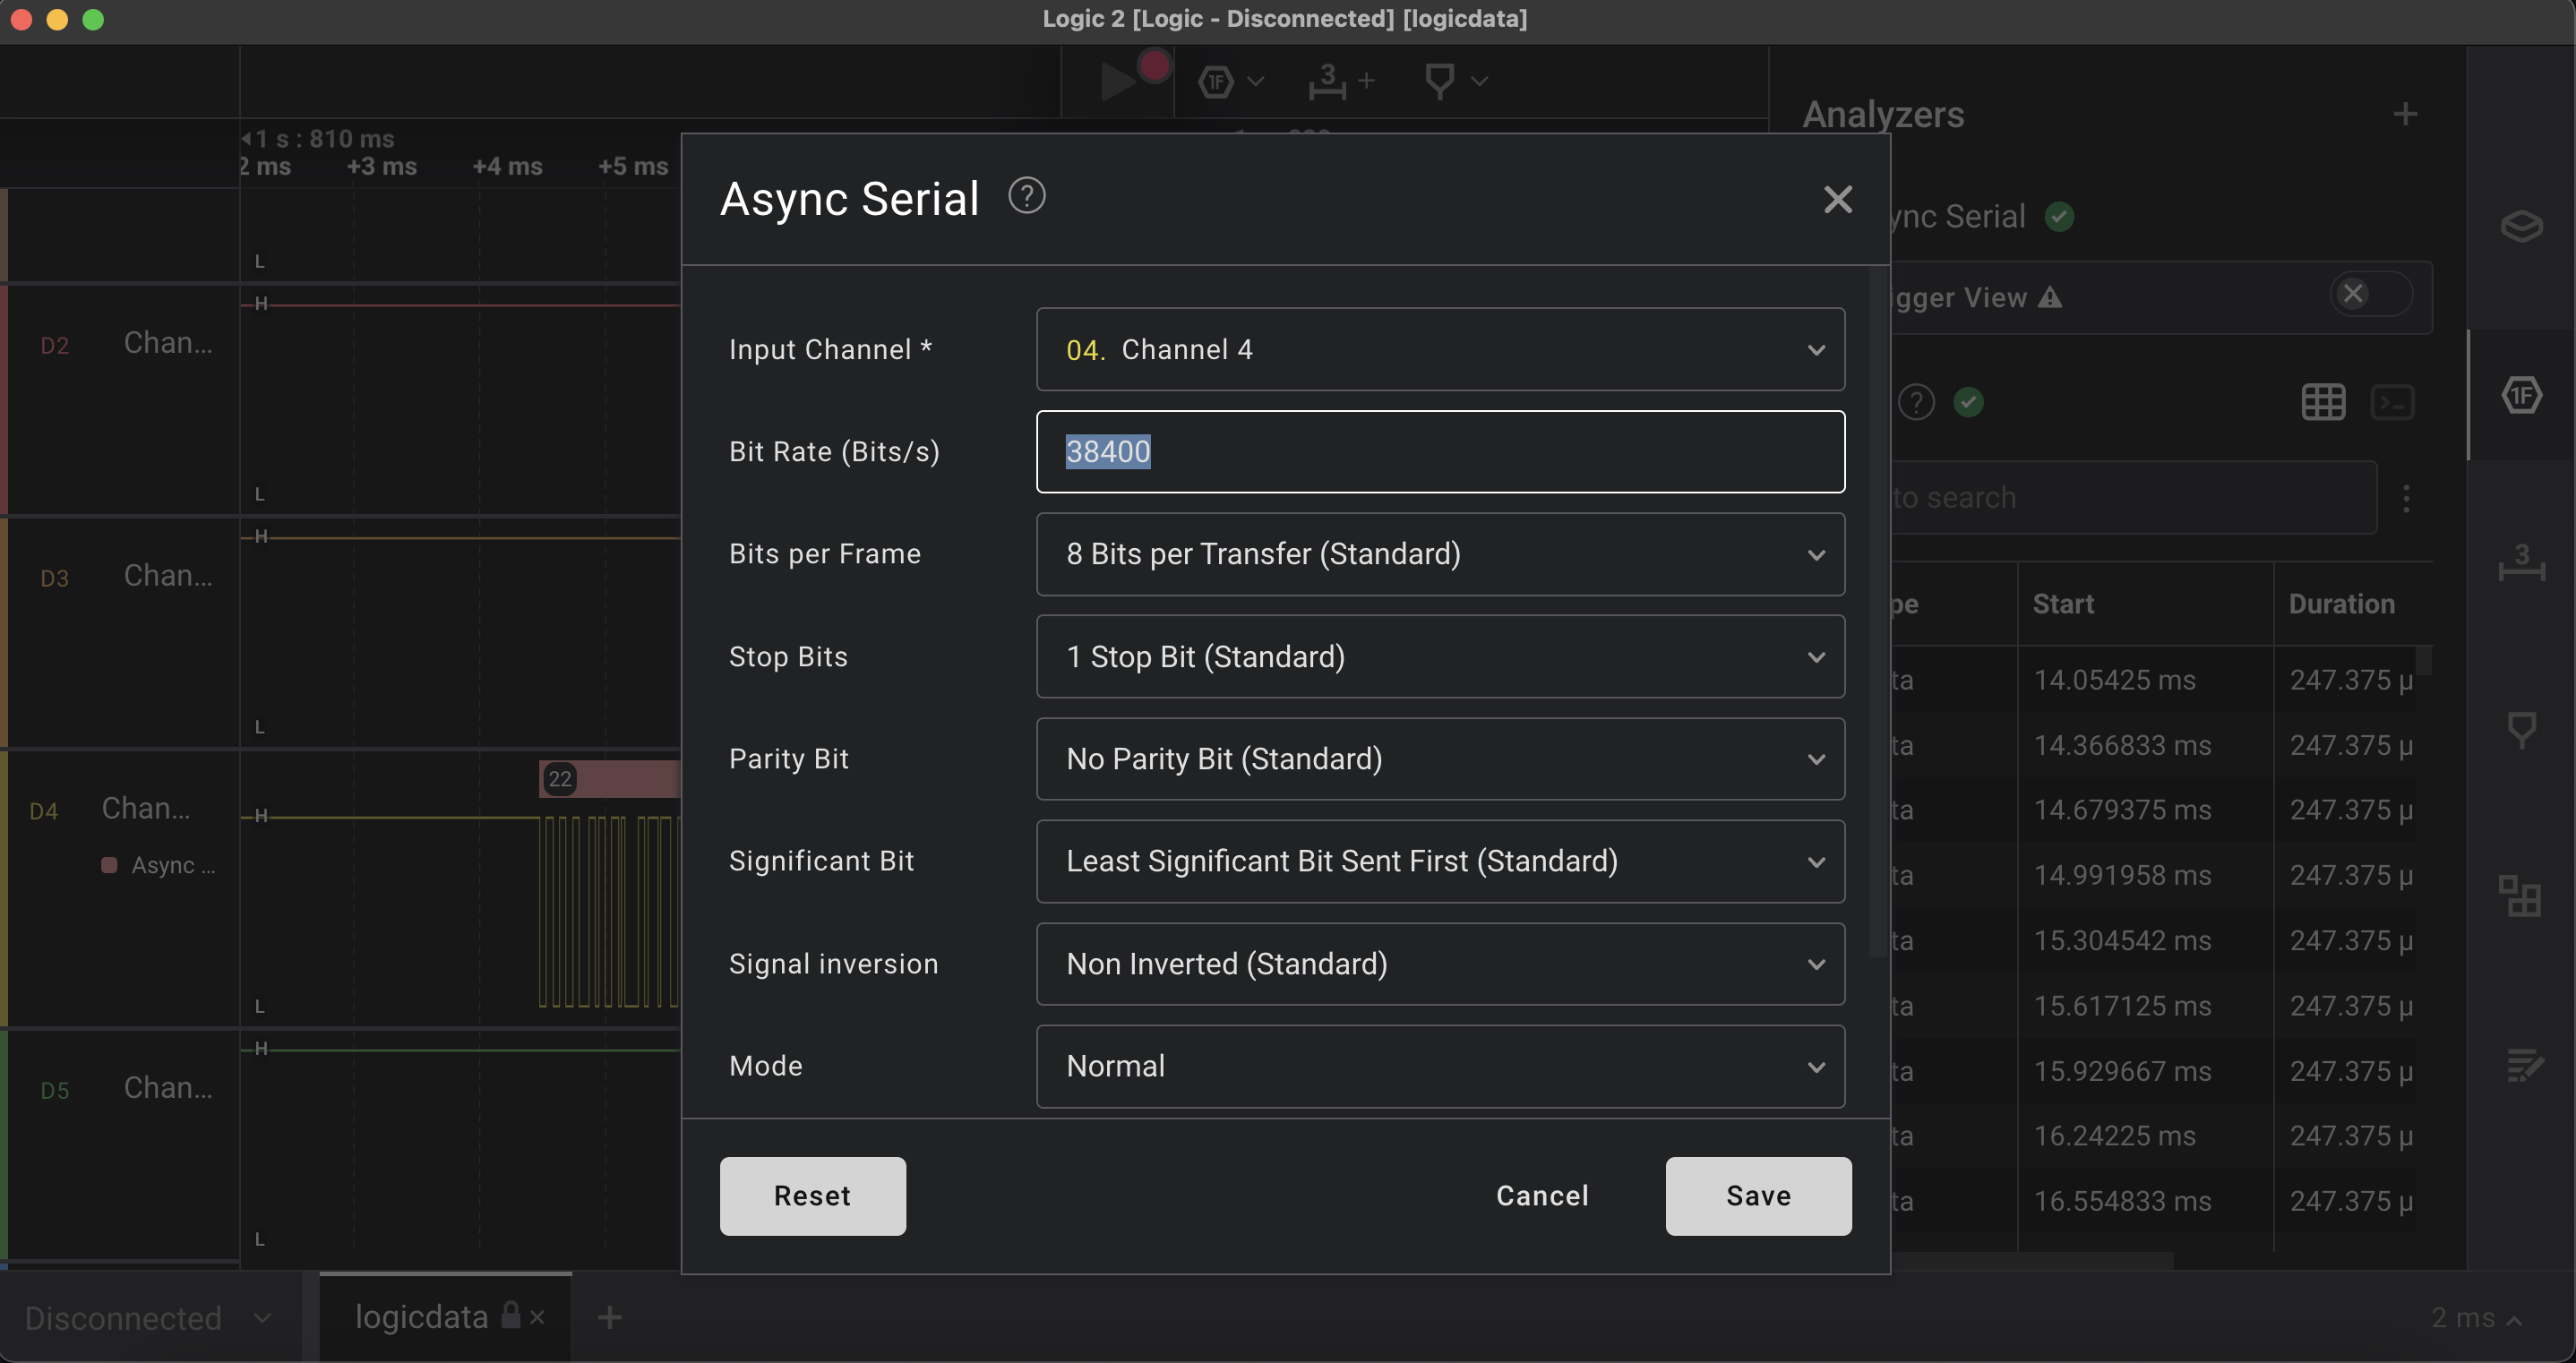 Logic 2 [Logic - Disconnected] [logicdata]
1 s : 810 ms
2 ms +3 ms +4 ms +5 ms
L
D2 Chan...
H
L
D3 Chan...
H
L
D4 Chan...
Async ...
H
22
L
D5 Chan...
H
L
1F
3
Async Serial
Input Channel * 04. Channel 4
Bit Rate (Bits/s) 38400
Bits per Frame 8 Bits per Transfer (Standard)
Stop Bits 1 Stop Bit (Standard)
Parity Bit No Parity Bit (Standard)
Significant Bit Least Significant Bit Sent First (Standard)
Signal inversion Non Inverted (Standard)
Mode Normal
Reset Cancel Save
Analyzers
ync Serial
igger View
to search
pe Start Duration
ta 14.05425 ms 247.375 µ
ta 14.366833 ms 247.375 µ
ta 14.679375 ms 247.375 µ
ta 14.991958 ms 247.375 µ
ta 15.304542 ms 247.375 µ
ta 15.617125 ms 247.375 µ
ta 15.929667 ms 247.375 µ
ta 16.24225 ms 247.375 µ
ta 16.554833 ms 247.375 µ
1F
3
Disconnected
logicdata
2 ms